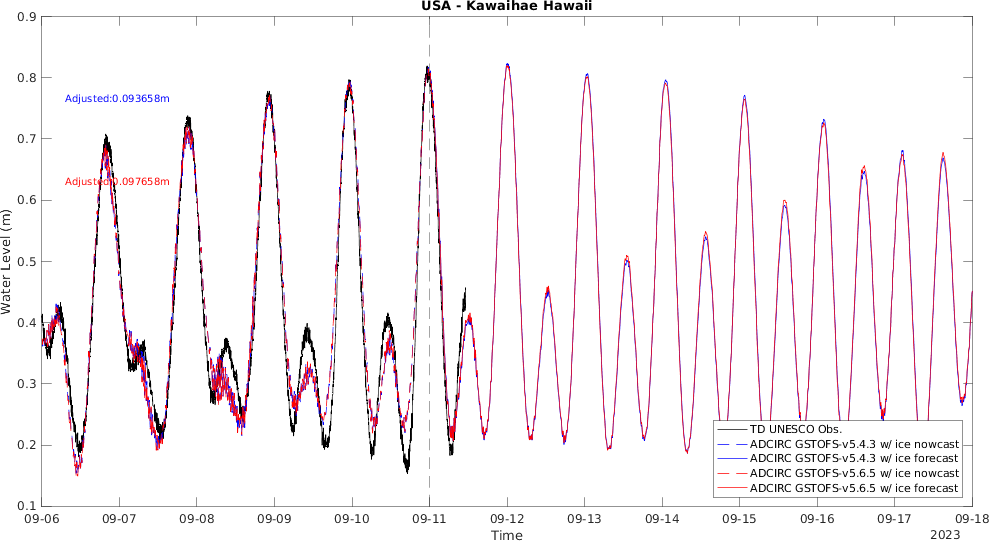 USA - Kawaihae Hawaii
0.9
0.8
0.7
0.6
0.5
0.4
0.3
0.2
0.1
Water Level (m)
Adjusted:0.093658m
Adjusted:0.097658m
TD UNESCO Obs.
ADCIRC GSTOFS-v5.4.3 w/ ice nowcast
ADCIRC GSTOFS-v5.4.3 w/ ice forecast
ADCIRC GSTOFS-v5.6.5 w/ ice nowcast
ADCIRC GSTOFS-v5.6.5 w/ ice forecast
09-06 09-07 09-08 09-09 09-10 09-11 09-12 09-13 09-14 09-15 09-16 09-17 09-18
Time
2023